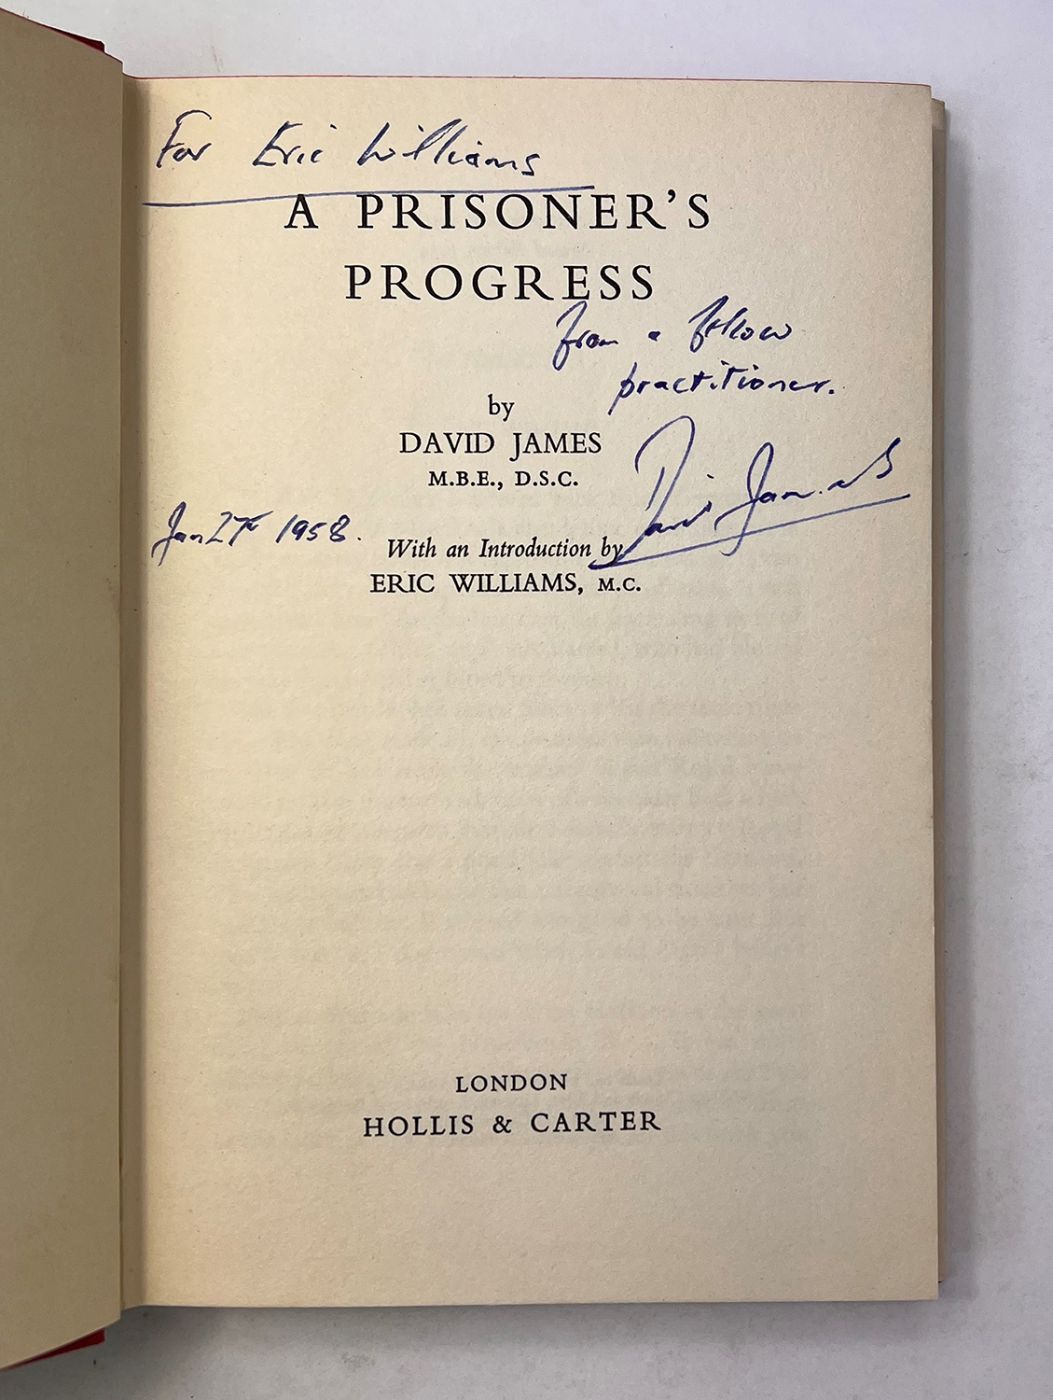 For Eric Williams
A PRISONER'S
PROGRESS
from a fellow
practitioner.
by
DAVID JAMES
M.B.E., D.S.C.
David James
Jan 27th 1958.
With an Introduction by
ERIC WILLIAMS, M.C.
LONDON
HOLLIS & CARTER